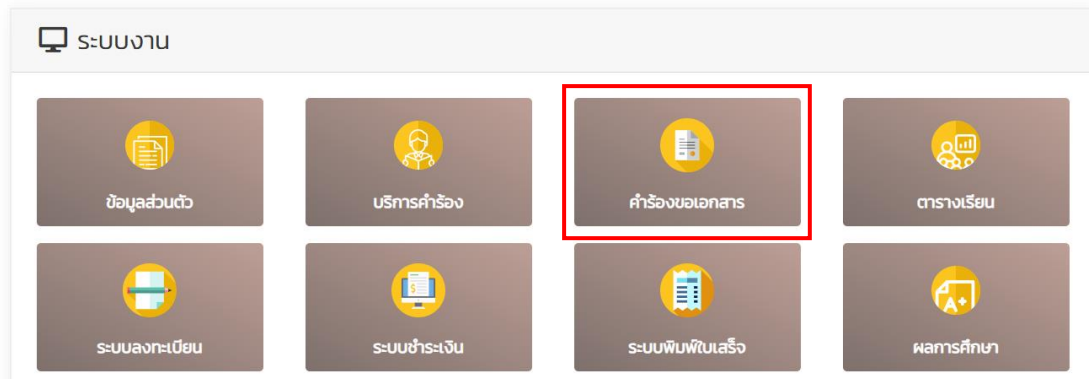 ระบบงาน
ข้อมูลส่วนตัว
บริการคำร้อง
คำร้องขอเอกสาร
ตารางเรียน
ระบบลงทะเบียน
ระบบชำระเงิน
ระบบพิมพ์ใบเสร็จ
ผลการศึกษา
A+
$